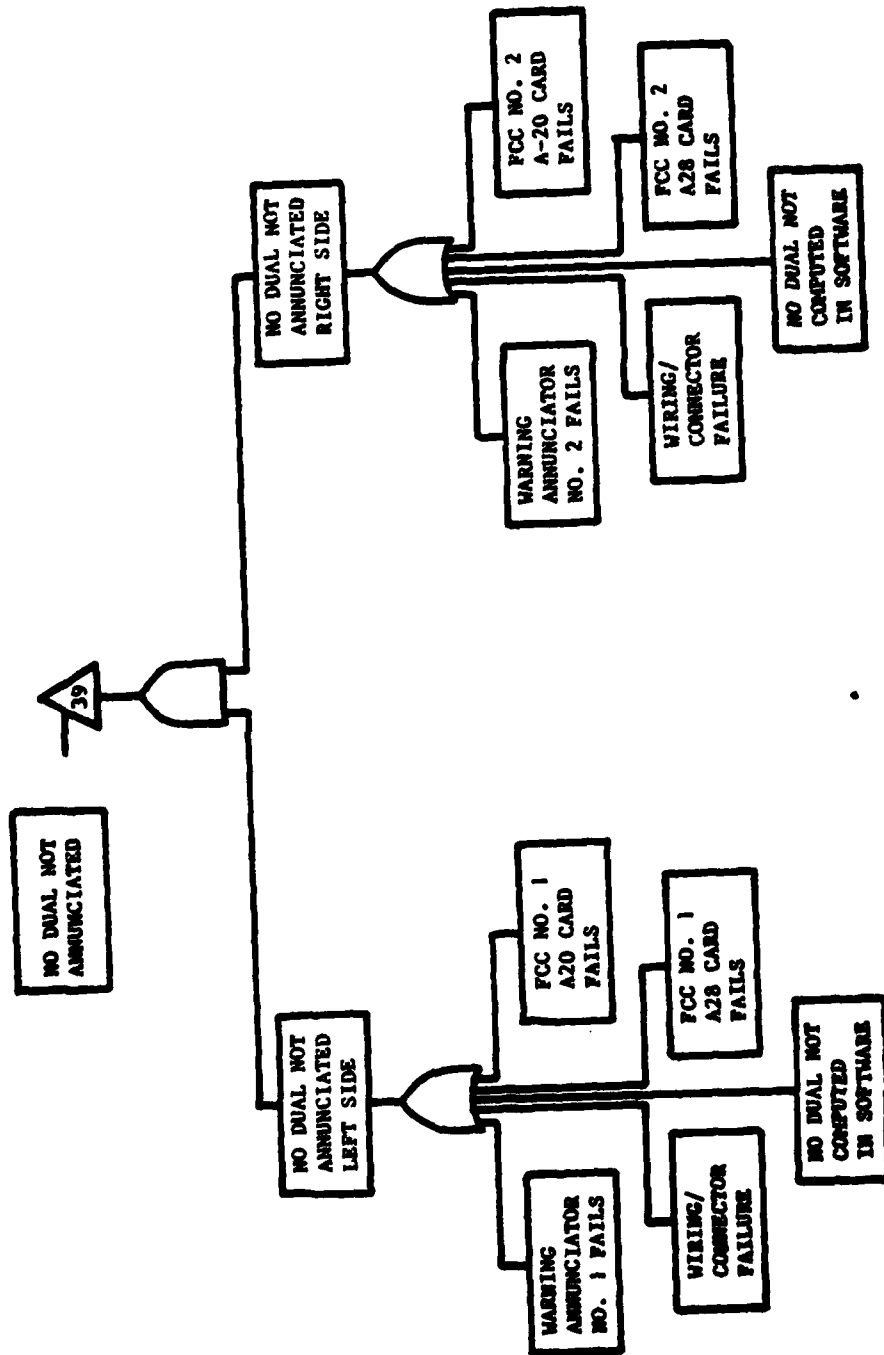 NO DUAL NOT
ANNUNCIATED
39
NO DUAL NOT
ANNUNCIATED
LEFT SIDE
NO DUAL NOT
ANNUNCIATED
RIGHT SIDE
WARNING
ANNUNCIATOR
NO. 1 FAILS
FCC NO. 1
A20 CARD
FAILS
WIRING/
CONNECTOR
FAILURE
FCC NO. 1
A28 CARD
FAILS
NO DUAL NOT
COMPUTED
IN SOFTWARE
WARNING
ANNUNCIATOR
NO. 2 FAILS
FCC NO. 2
A-20 CARD
FAILS
WIRING/
CONNECTOR
FAILURE
FCC NO. 2
A28 CARD
FAILS
NO DUAL NOT
COMPUTED
IN SOFTWARE